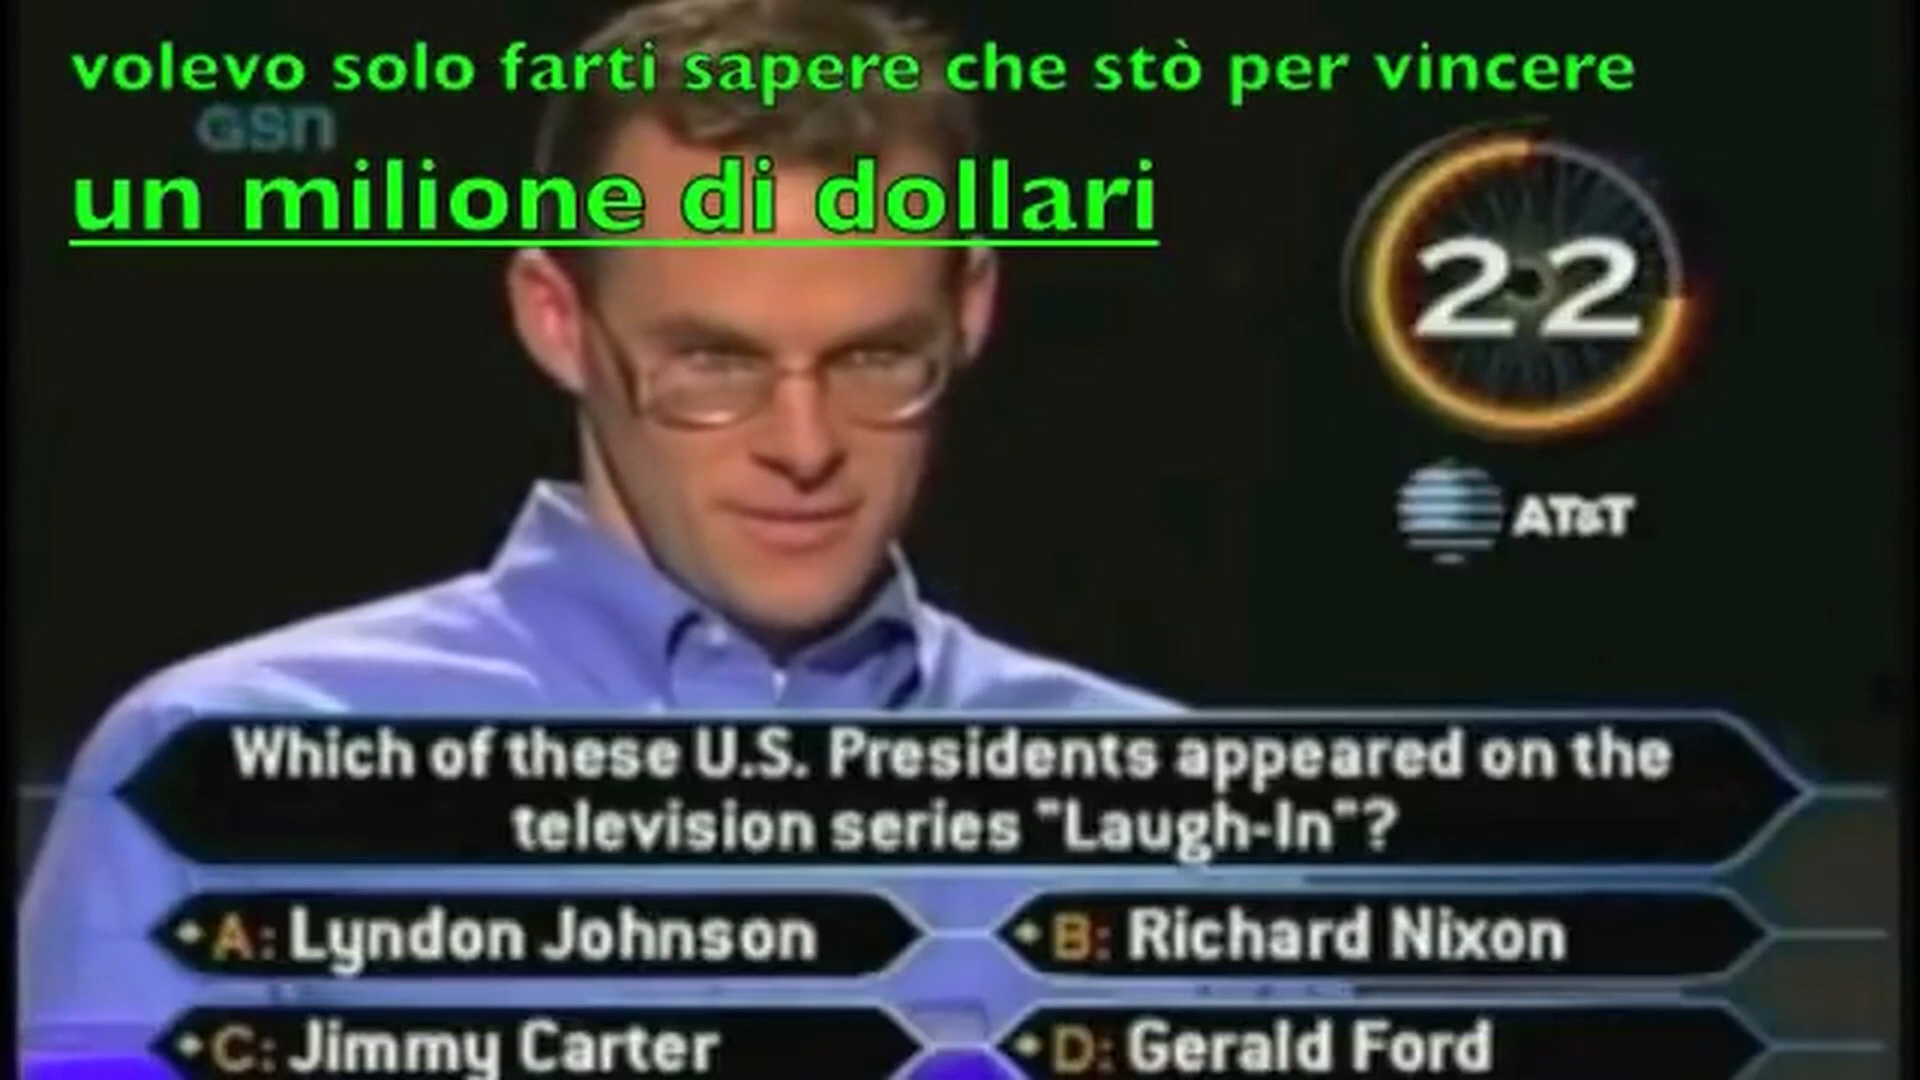 volevo solo farti sapere che stò per vincere
GSN
un milione di dollari
22
AT&T
Which of these U.S. Presidents appeared on the
television series "Laugh-In"?
A: Lyndon Johnson
B: Richard Nixon
C: Jimmy Carter
D: Gerald Ford